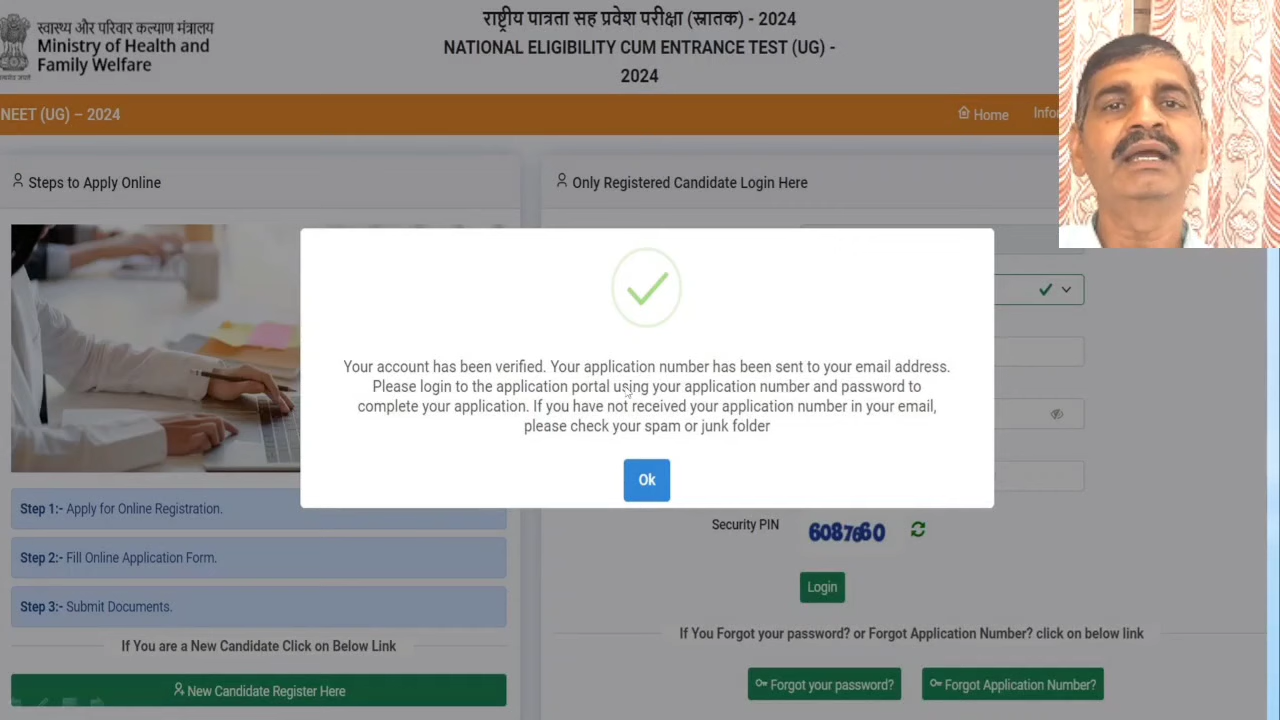 स्वास्थ्य और परिवार कल्याण मंत्रालय
Ministry of Health and
Family Welfare
राष्ट्रीय पात्रता सह प्रवेश परीक्षा (स्नातक) - 2024
NATIONAL ELIGIBILITY CUM ENTRANCE TEST (UG) -
2024
NEET (UG) – 2024
Home
Steps to Apply Online
Only Registered Candidate Login Here
Your account has been verified. Your application number has been sent to your email address.
Please login to the application portal using your application number and password to
complete your application. If you have not received your application number in your email,
please check your spam or junk folder
Ok
Step 1:- Apply for Online Registration.
Step 2:- Fill Online Application Form.
Step 3:- Submit Documents.
If You are a New Candidate Click on Below Link
New Candidate Register Here
Security PIN
6087660
Login
If You Forgot your password? or Forgot Application Number? click on below link
Forgot your password?
Forgot Application Number?